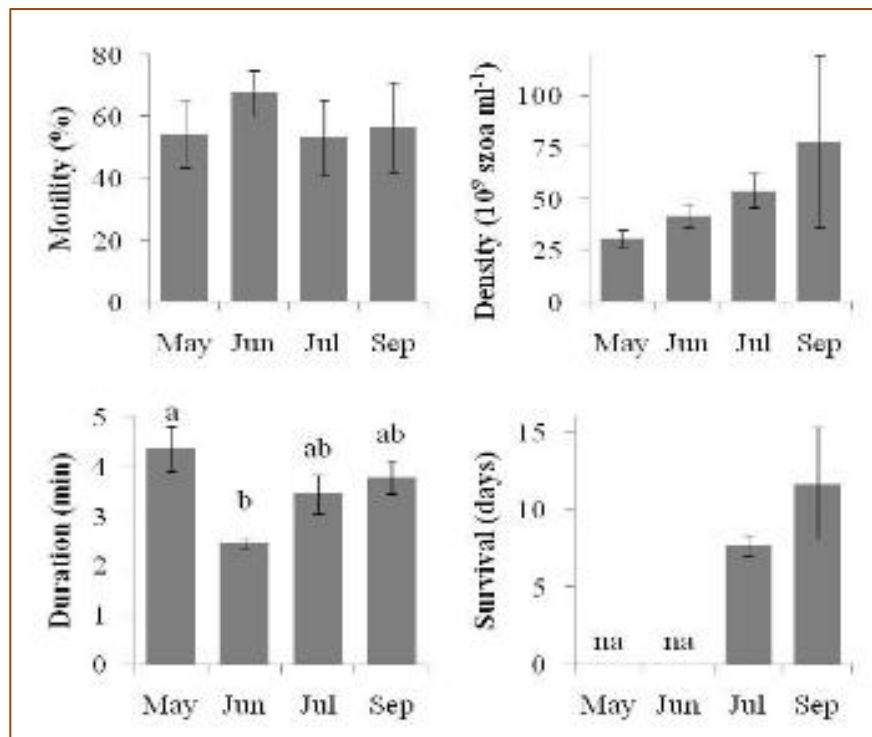 Motility (%)
80
60
40
20
0
May Jun Jul Sep
Density (10⁹ szoa ml⁻¹)
100
75
50
25
0
May Jun Jul Sep
Duration (min)
5
4
3
2
1
0
a
b
ab
ab
May Jun Jul Sep
Survival (days)
15
10
5
0
na na
May Jun Jul Sep